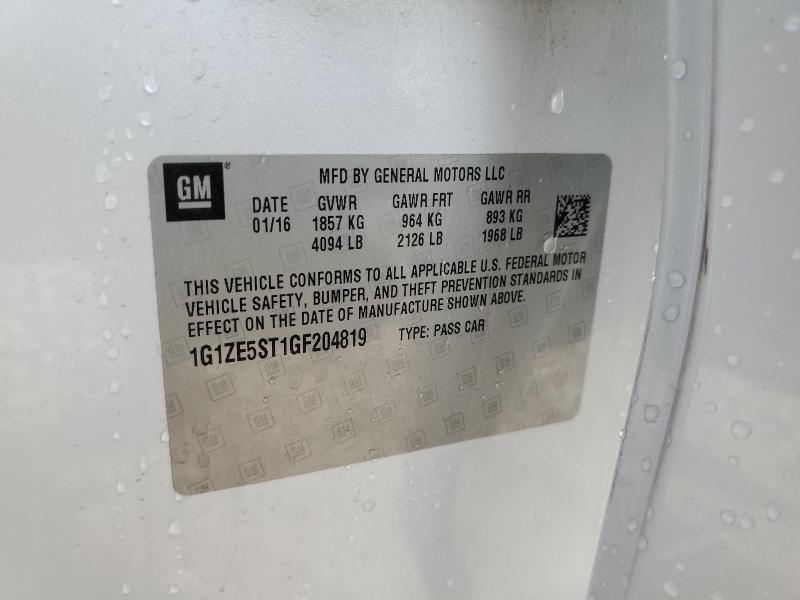 GM ®
MFD BY GENERAL MOTORS LLC
DATE GVWR GAWR FRT GAWR RR
01/16 1857 KG 964 KG 893 KG
4094 LB 2126 LB 1968 LB
THIS VEHICLE CONFORMS TO ALL APPLICABLE U.S. FEDERAL MOTOR
VEHICLE SAFETY, BUMPER, AND THEFT PREVENTION STANDARDS IN
EFFECT ON THE DATE OF MANUFACTURE SHOWN ABOVE.
1G1ZE5ST1GF204819 TYPE: PASS CAR